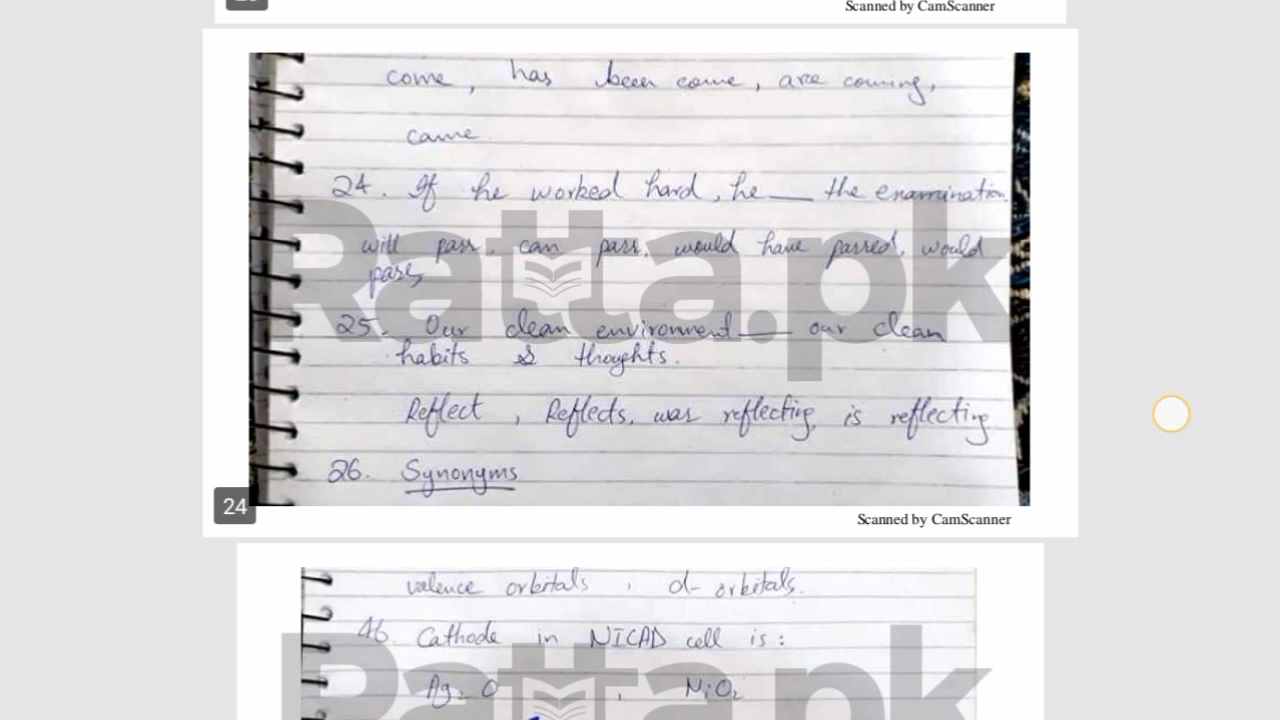 Scanned by CamScanner
come, has been come, are coming,
came.
24. If he worked hard, he ___ the examination.
will pass, can pass, would have passed, would
pass,
25. Our clean environment ___ our clean
habits & thoughts.
Reflect, Reflects, was reflecting, is reflecting
26. Synonyms
24
Scanned by CamScanner
valence orbitals, d-orbitals.
46. Cathode in NICAD cell is:
Ag2O, NiO2
Ratta.pk
Ratta.pk